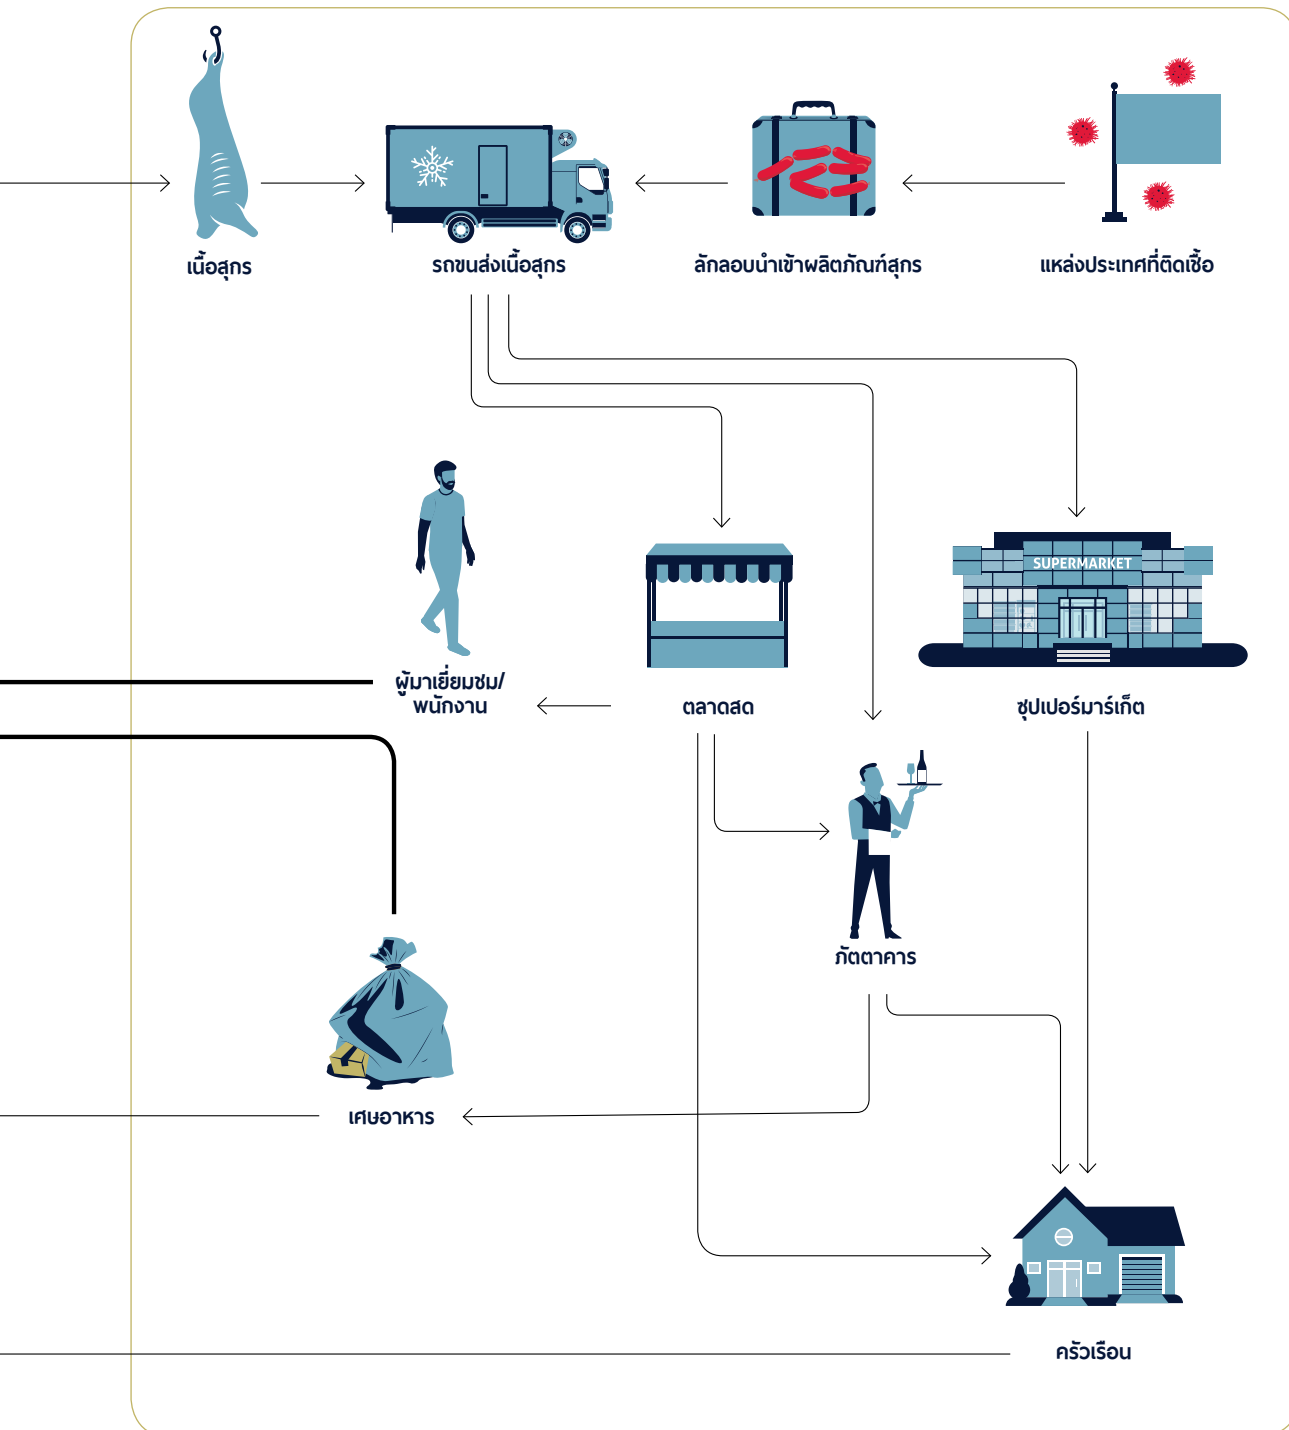 เนื้อสุกร
รถขนส่งเนื้อสุกร
ลักลอบนำเข้าผลิตภัณฑ์สุกร
แหล่งประเทศที่ติดเชื้อ
SUPERMARKET
ผู้มาเยี่ยมชม/
พนักงาน
ตลาดสด
ซุปเปอร์มาร์เก็ต
ภัตตาคาร
เศษอาหาร
ครัวเรือน